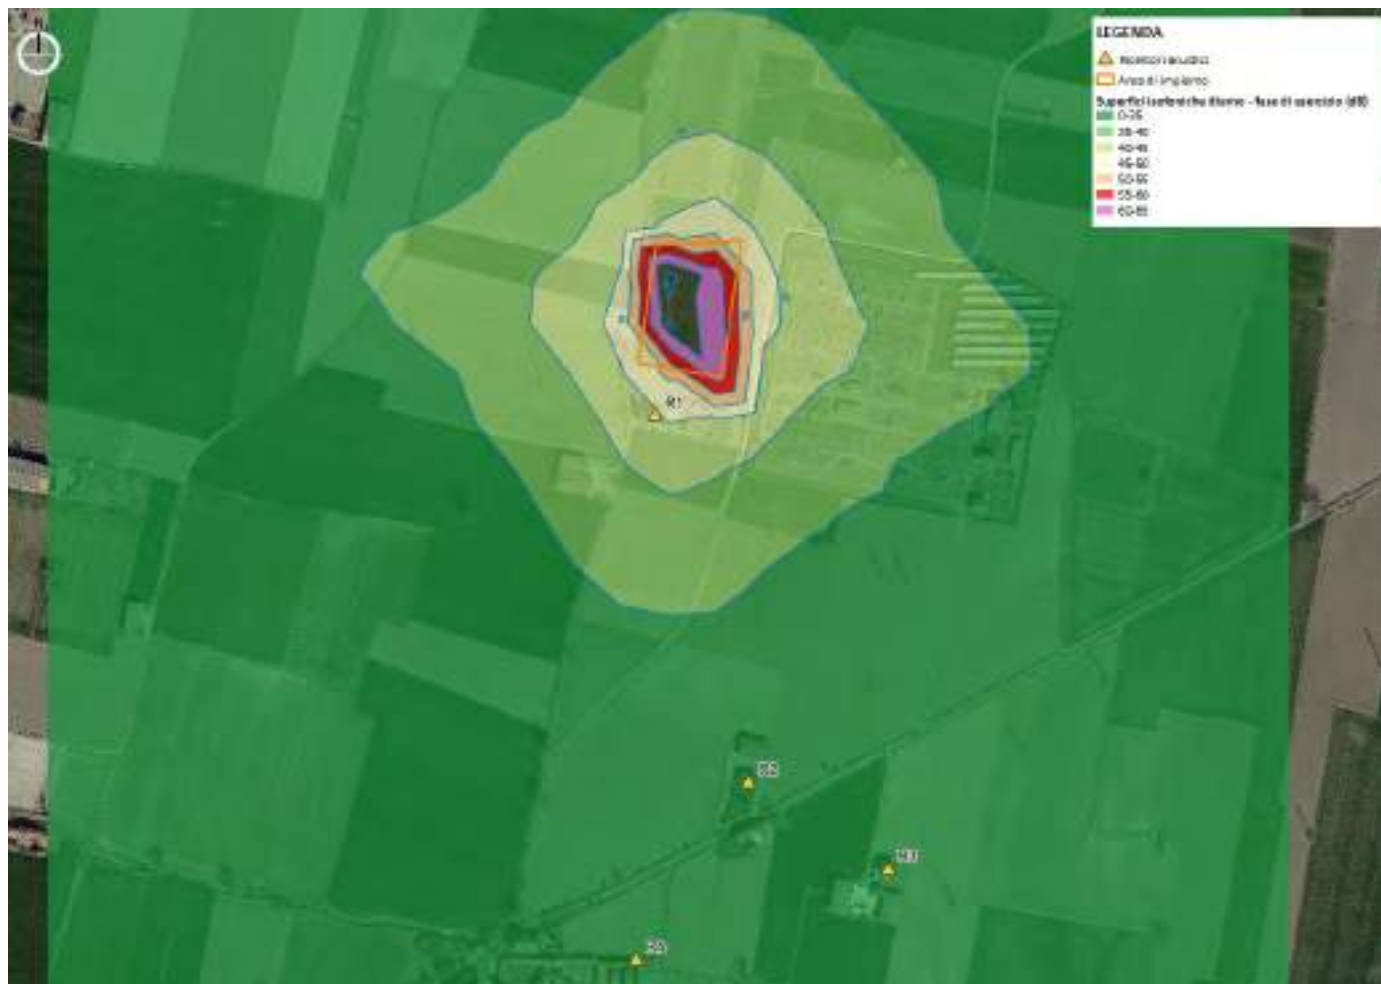 N
LEGENDA
Ricettori acustici
Area di impianto
Superfici isofoniche diurno - fase di esercizio (dB)
0-35
35-40
40-45
45-50
50-55
55-60
60-65
R1
R2
R3